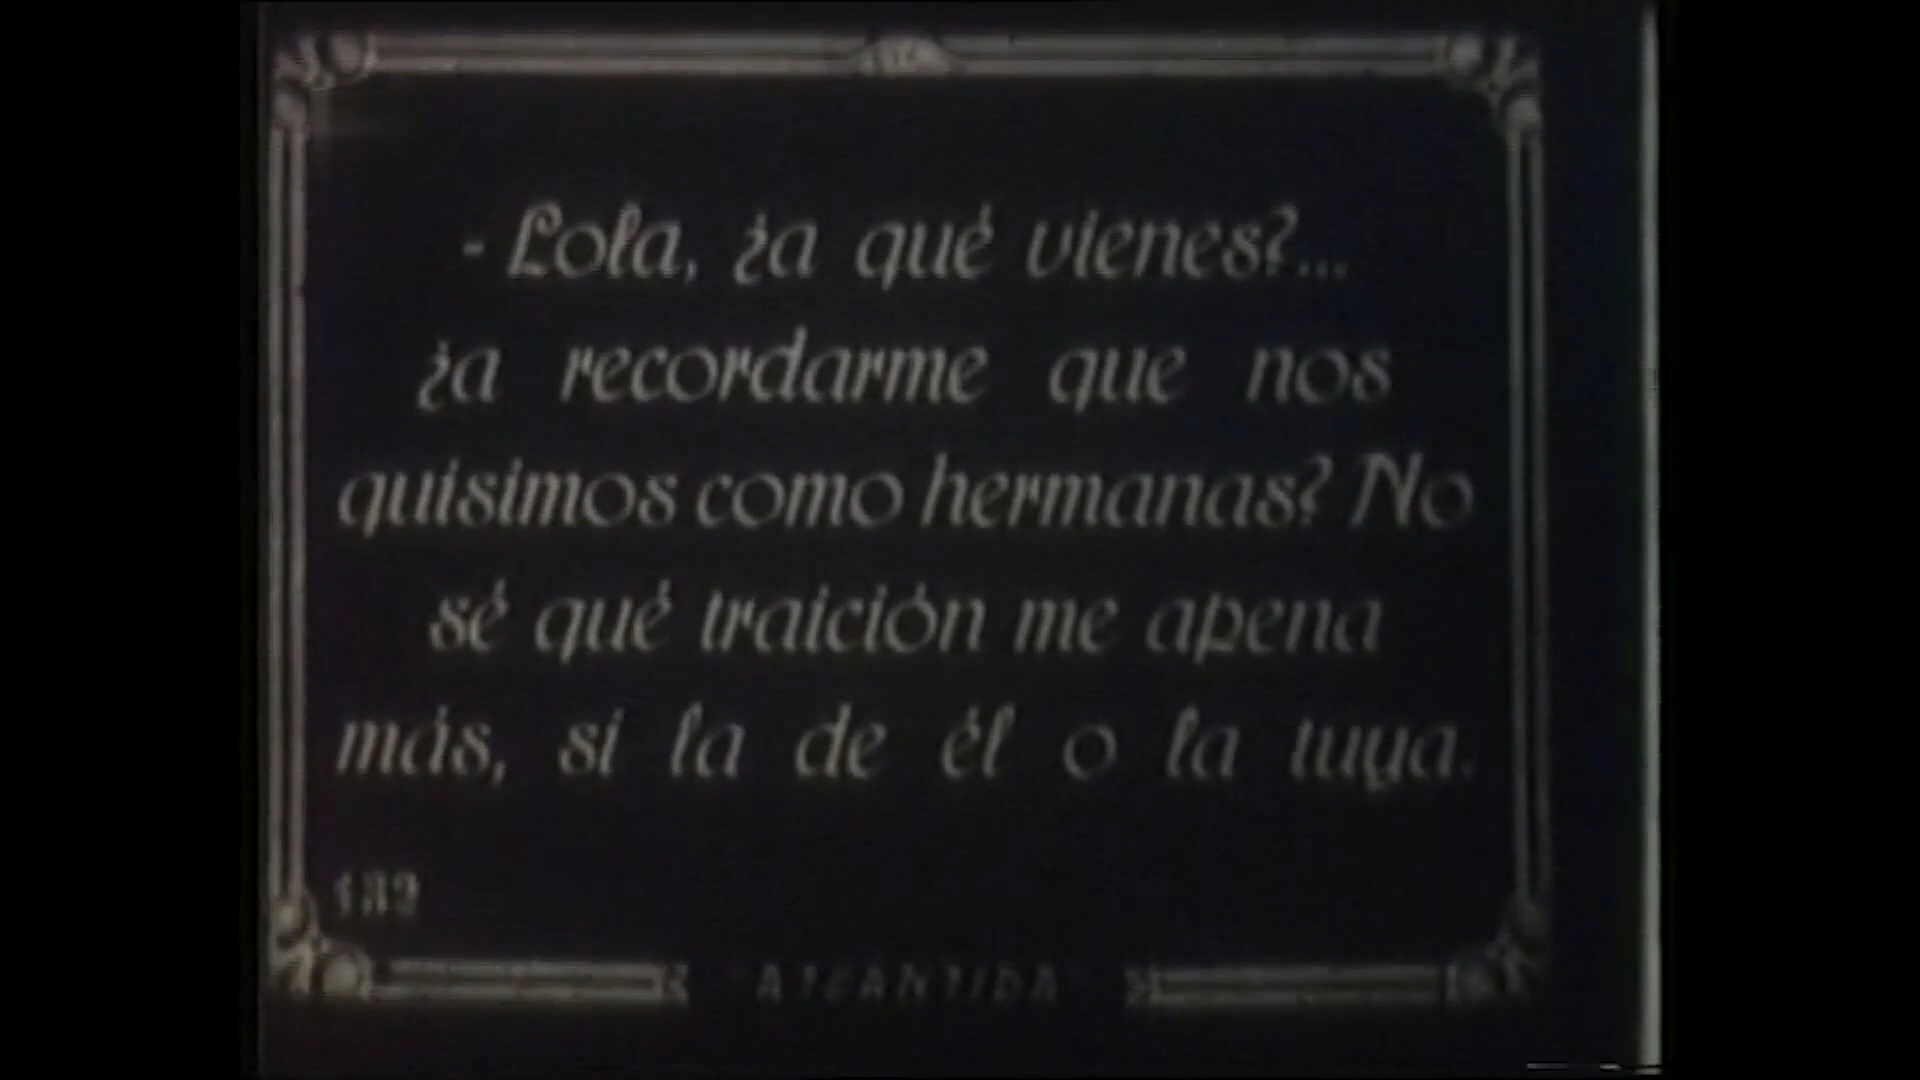 - Lola, ¿a qué vienes?...
¿a recordarme que nos
quisimos como hermanas? No
sé qué traición me apena
más, si la de él o la tuya.
132
ATLANTIDA